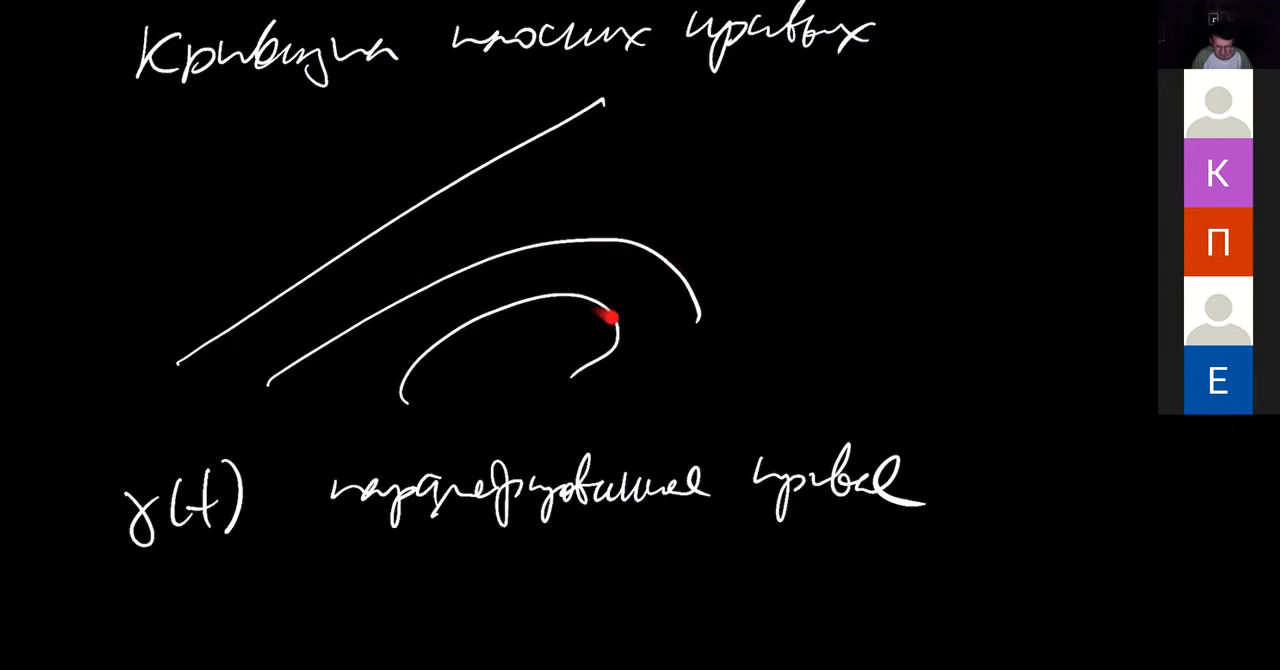 Кривизна плоских кривых
γ(t) параметризованная кривая
К
П
Е